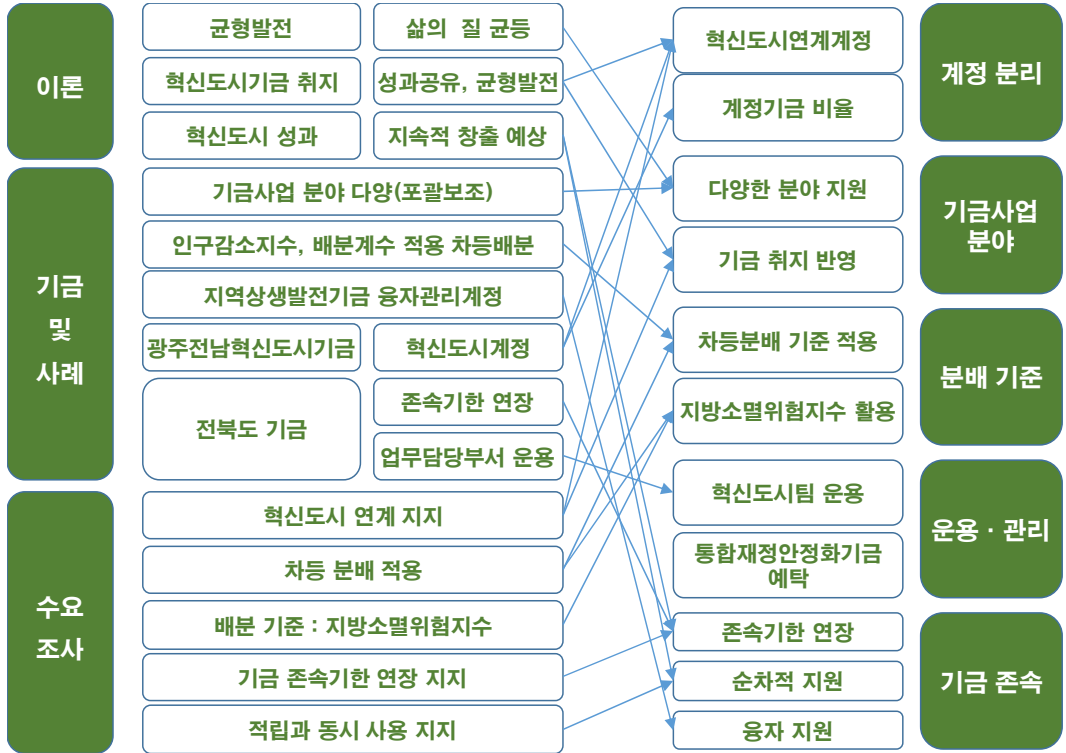 이론
균형발전
삶의 질 균등
혁신도시기금 취지
성과공유, 균형발전
혁신도시 성과
지속적 창출 예상
기금
및
사례
기금사업 분야 다양(포괄보조)
인구감소지수, 배분계수 적용 차등배분
지역상생발전기금 융자관리계정
광주전남혁신도시기금
혁신도시계정
전북도 기금
존속기한 연장
업무담당부서 운용
수요
조사
혁신도시 연계 지지
차등 분배 적용
배분 기준 : 지방소멸위험지수
기금 존속기한 연장 지지
적립과 동시 사용 지지
혁신도시연계계정
계정기금 비율
다양한 분야 지원
기금 취지 반영
차등분배 기준 적용
지방소멸위험지수 활용
혁신도시팀 운용
통합재정안정화기금
예탁
존속기한 연장
순차적 지원
융자 지원
계정 분리
기금사업
분야
분배 기준
운용 · 관리
기금 존속